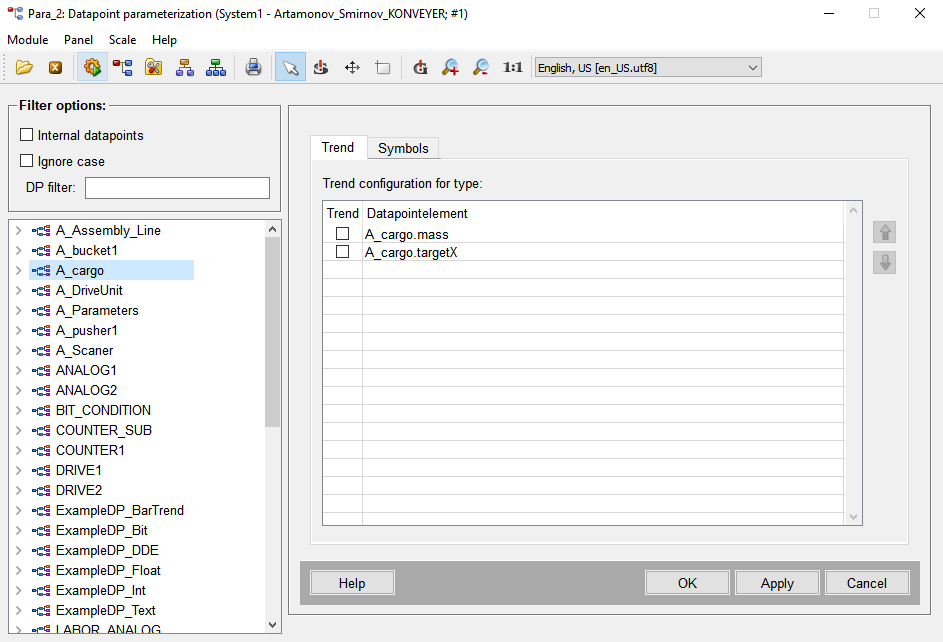 Para_2: Datapoint parameterization (System1 - Artamonov_Smirnov_KONVEYER; #1)
Module Panel Scale Help
1:1 English, US [en_US.utf8]
Filter options:
Internal datapoints
Ignore case
DP filter:
A_Assembly_Line
A_bucket1
A_cargo
A_DriveUnit
A_Parameters
A_pusher1
A_Scaner
ANALOG1
ANALOG2
BIT_CONDITION
COUNTER_SUB
COUNTER1
DRIVE1
DRIVE2
ExampleDP_BarTrend
ExampleDP_Bit
ExampleDP_DDE
ExampleDP_Float
ExampleDP_Int
ExampleDP_Text
LABOR_ANALOG
Trend Symbols
Trend configuration for type:
Trend Datapointelement
A_cargo.mass
A_cargo.targetX
Help OK Apply Cancel